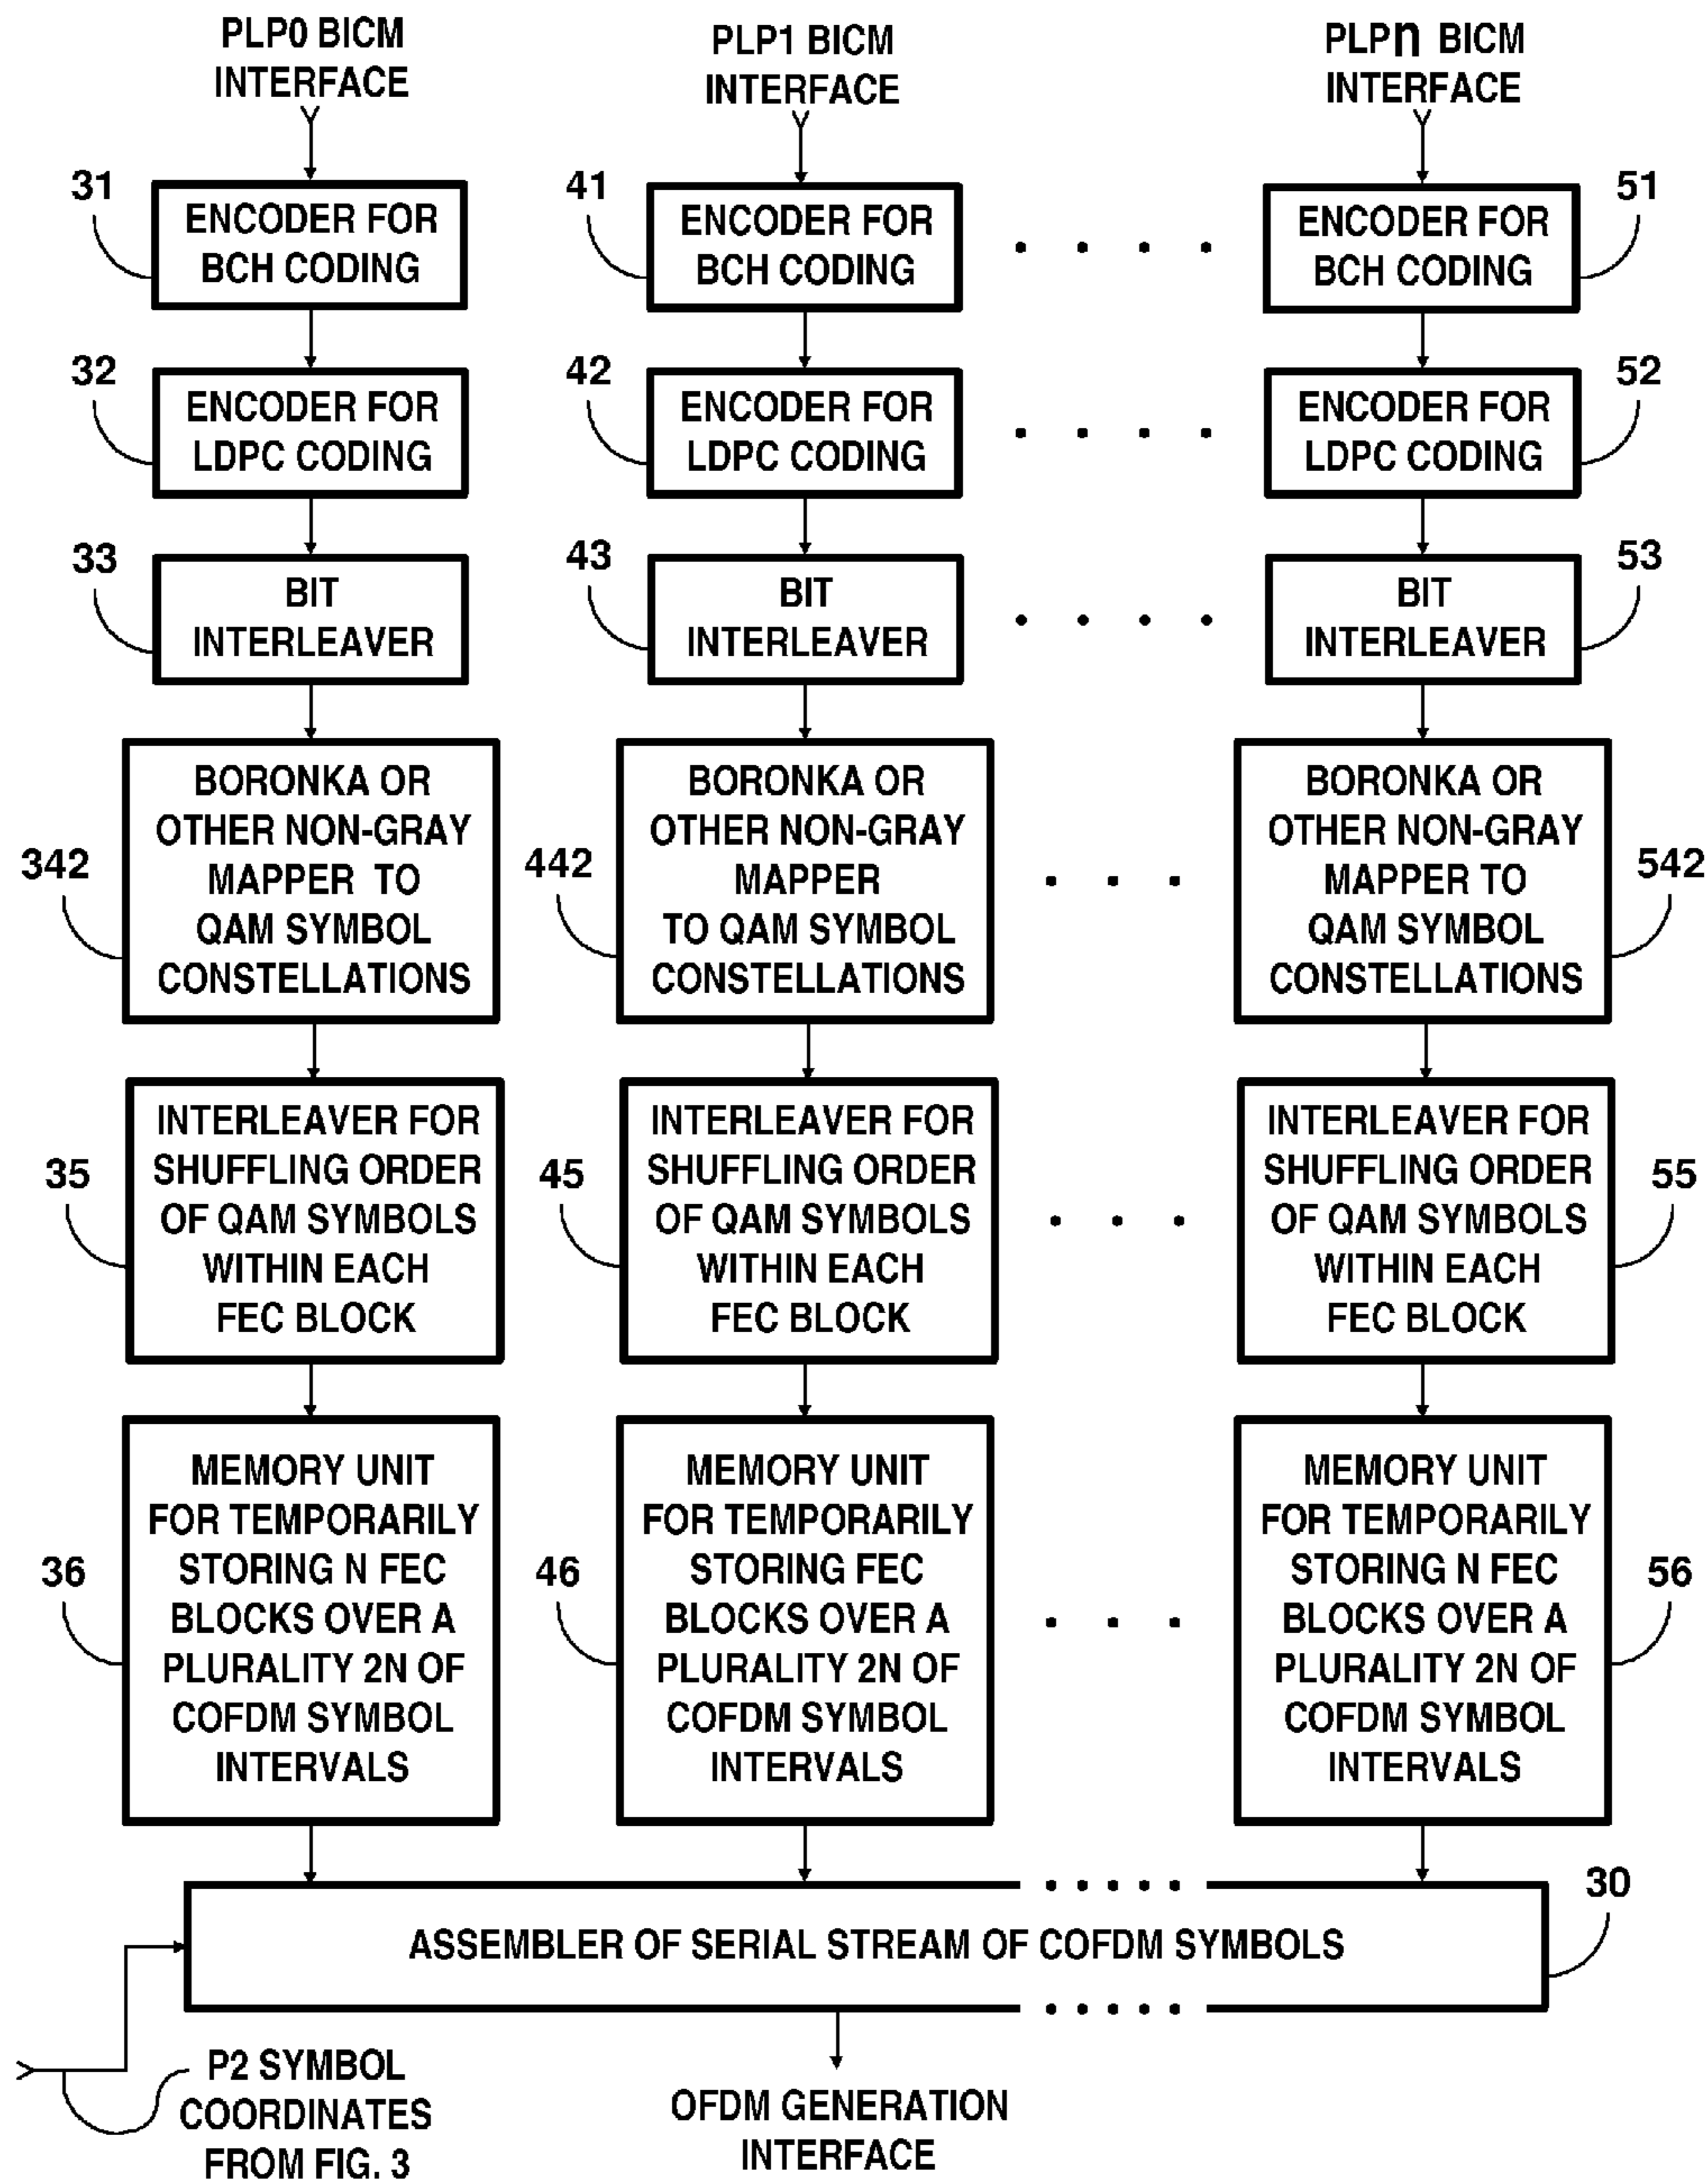 PLP0 BICM
INTERFACE
PLP1 BICM
INTERFACE
PLPn BICM
INTERFACE
31
ENCODER FOR
BCH CODING
41
ENCODER FOR
BCH CODING
51
ENCODER FOR
BCH CODING
32
ENCODER FOR
LDPC CODING
42
ENCODER FOR
LDPC CODING
52
ENCODER FOR
LDPC CODING
33
BIT
INTERLEAVER
43
BIT
INTERLEAVER
53
BIT
INTERLEAVER
342
BORONKA OR
OTHER NON-GRAY
MAPPER TO
QAM SYMBOL
CONSTELLATIONS
442
BORONKA OR
OTHER NON-GRAY
MAPPER
TO QAM SYMBOL
CONSTELLATIONS
542
BORONKA OR
OTHER NON-GRAY
MAPPER TO
QAM SYMBOL
CONSTELLATIONS
35
INTERLEAVER FOR
SHUFFLING ORDER
OF QAM SYMBOLS
WITHIN EACH
FEC BLOCK
45
INTERLEAVER FOR
SHUFFLING ORDER
OF QAM SYMBOLS
WITHIN EACH
FEC BLOCK
55
INTERLEAVER FOR
SHUFFLING ORDER
OF QAM SYMBOLS
WITHIN EACH
FEC BLOCK
36
MEMORY UNIT
FOR TEMPORARILY
STORING N FEC
BLOCKS OVER A
PLURALITY 2N OF
COFDM SYMBOL
INTERVALS
46
MEMORY UNIT
FOR TEMPORARILY
STORING FEC
BLOCKS OVER A
PLURALITY 2N OF
COFDM SYMBOL
INTERVALS
56
MEMORY UNIT
FOR TEMPORARILY
STORING N FEC
BLOCKS OVER A
PLURALITY 2N OF
COFDM SYMBOL
INTERVALS
30
ASSEMBLER OF SERIAL STREAM OF COFDM SYMBOLS
P2 SYMBOL
COORDINATES
FROM FIG. 3
OFDM GENERATION
INTERFACE